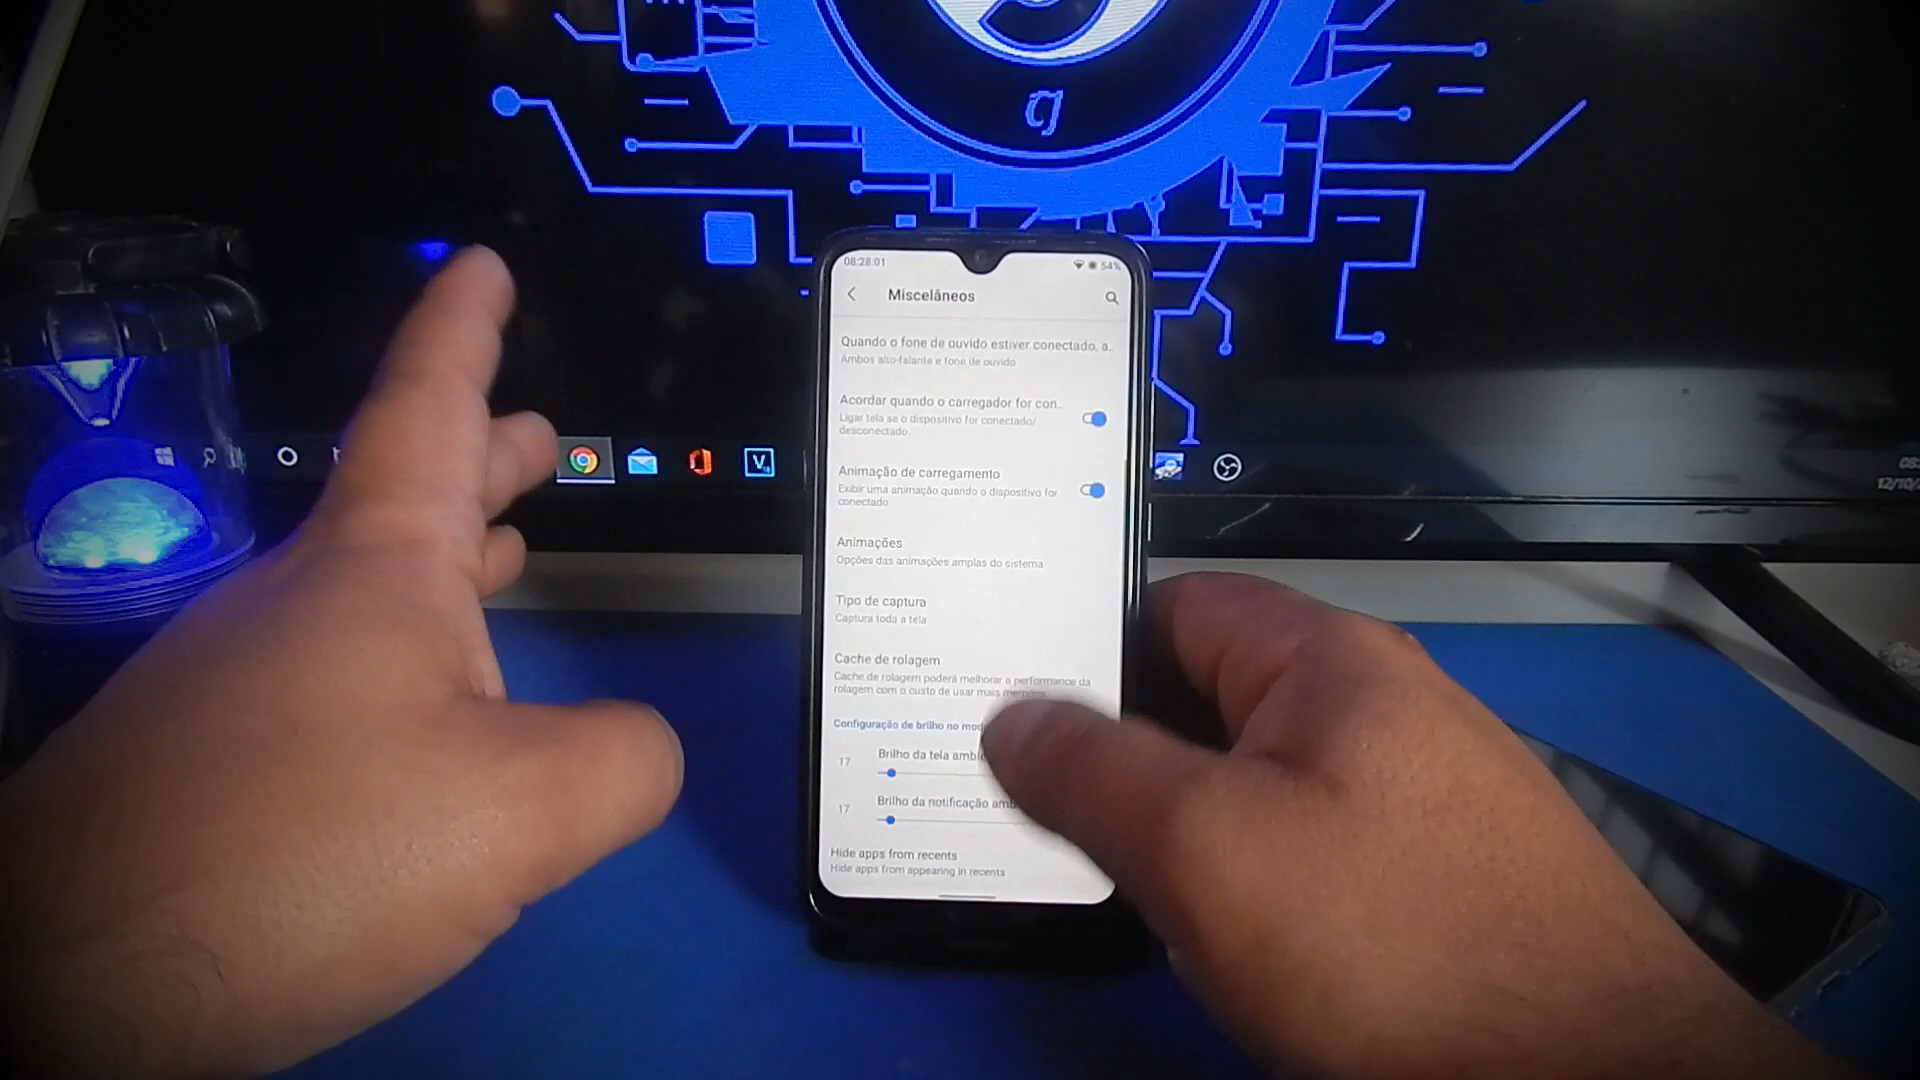 g
08:28:01
54%
Miscelâneos
Quando o fone de ouvido estiver conectado, a..
Ambos alto-falante e fone de ouvido
Acordar quando o carregador for con..
Ligar tela se o dispositivo for conectado/
desconectado
Animação de carregamento
Exibir uma animação quando o dispositivo for
conectado
Animações
Opções das animações amplas do sistema
Tipo de captura
Captura toda a tela
Cache de rolagem
Cache de rolagem poderá melhorar a performance da
rolagem com o custo de usar mais memória.
Configuração de brilho no mod
17
Brilho da tela ambi
17
Brilho da notificação amb
Hide apps from recents
Hide apps from appearing in recents
V
12/10/